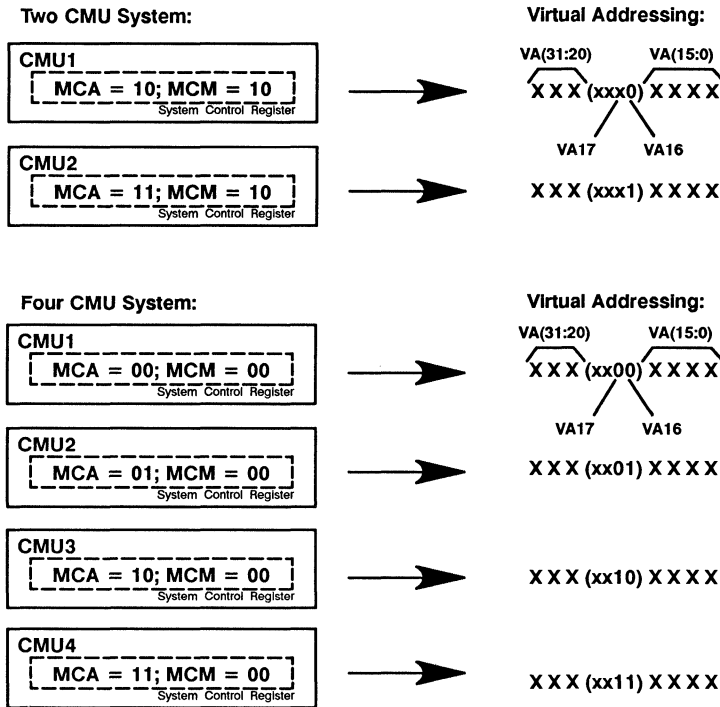 Two CMU System:
Virtual Addressing:
CMU1
MCA = 10; MCM = 10
System Control Register
VA(31:20)
VA(15:0)
X X X (xxx0) X X X X
VA17
VA16
CMU2
MCA = 11; MCM = 10
System Control Register
X X X (xxx1) X X X X
Four CMU System:
Virtual Addressing:
CMU1
MCA = 00; MCM = 00
System Control Register
VA(31:20)
VA(15:0)
X X X (xx00) X X X X
VA17
VA16
CMU2
MCA = 01; MCM = 00
System Control Register
X X X (xx01) X X X X
CMU3
MCA = 10; MCM = 00
System Control Register
X X X (xx10) X X X X
CMU4
MCA = 11; MCM = 00
System Control Register
X X X (xx11) X X X X